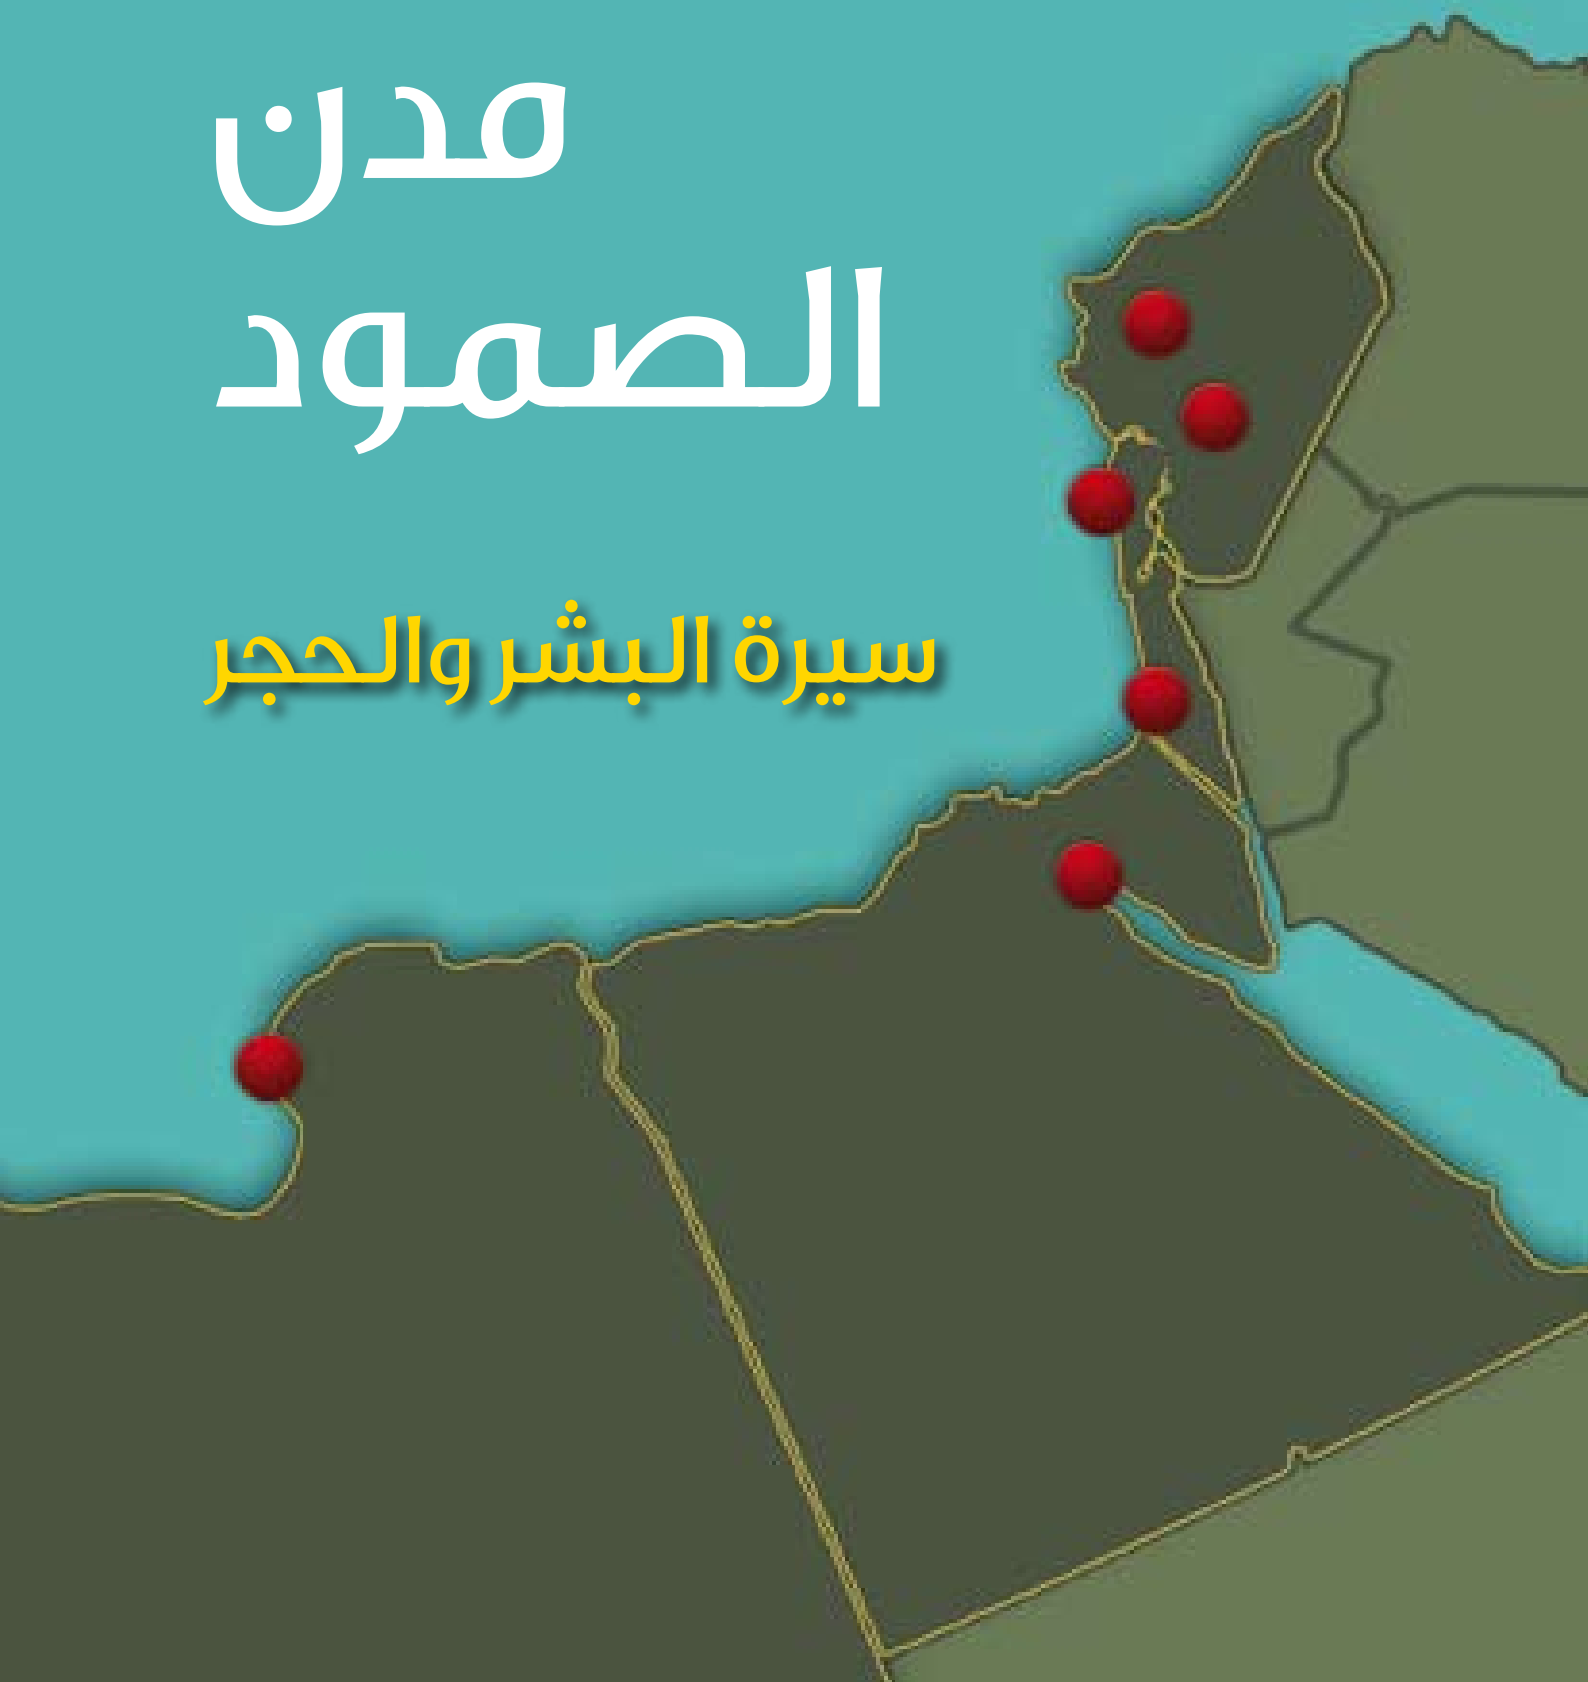 مدن
الصمود
سيرة البشر والحجر